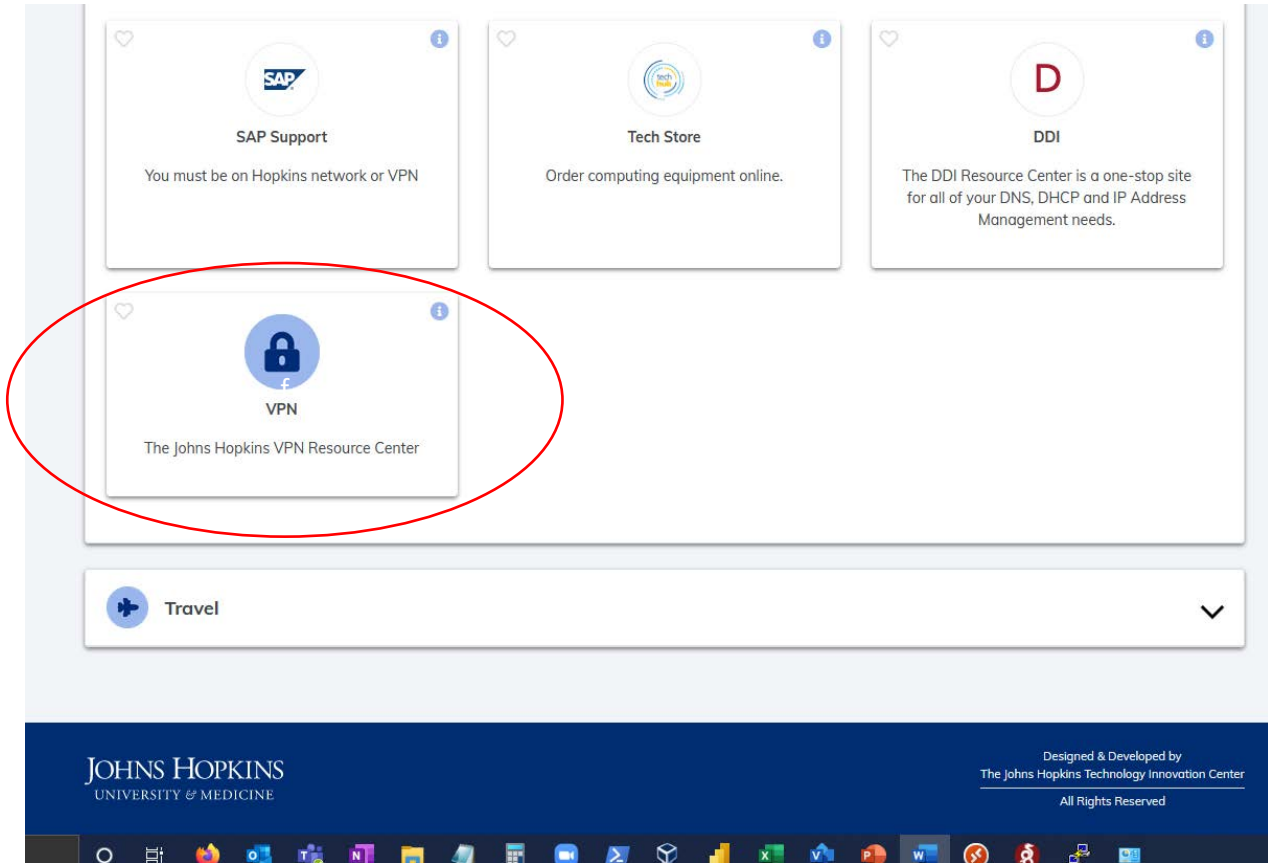 SAP
SAP Support
You must be on Hopkins network or VPN
tech
Tech Store
Order computing equipment online.
D
DDI
The DDI Resource Center is a one-stop site
for all of your DNS, DHCP and IP Address
Management needs.
f
VPN
The Johns Hopkins VPN Resource Center
Travel
JOHNS HOPKINS
UNIVERSITY & MEDICINE
Designed & Developed by
The Johns Hopkins Technology Innovation Center
All Rights Reserved